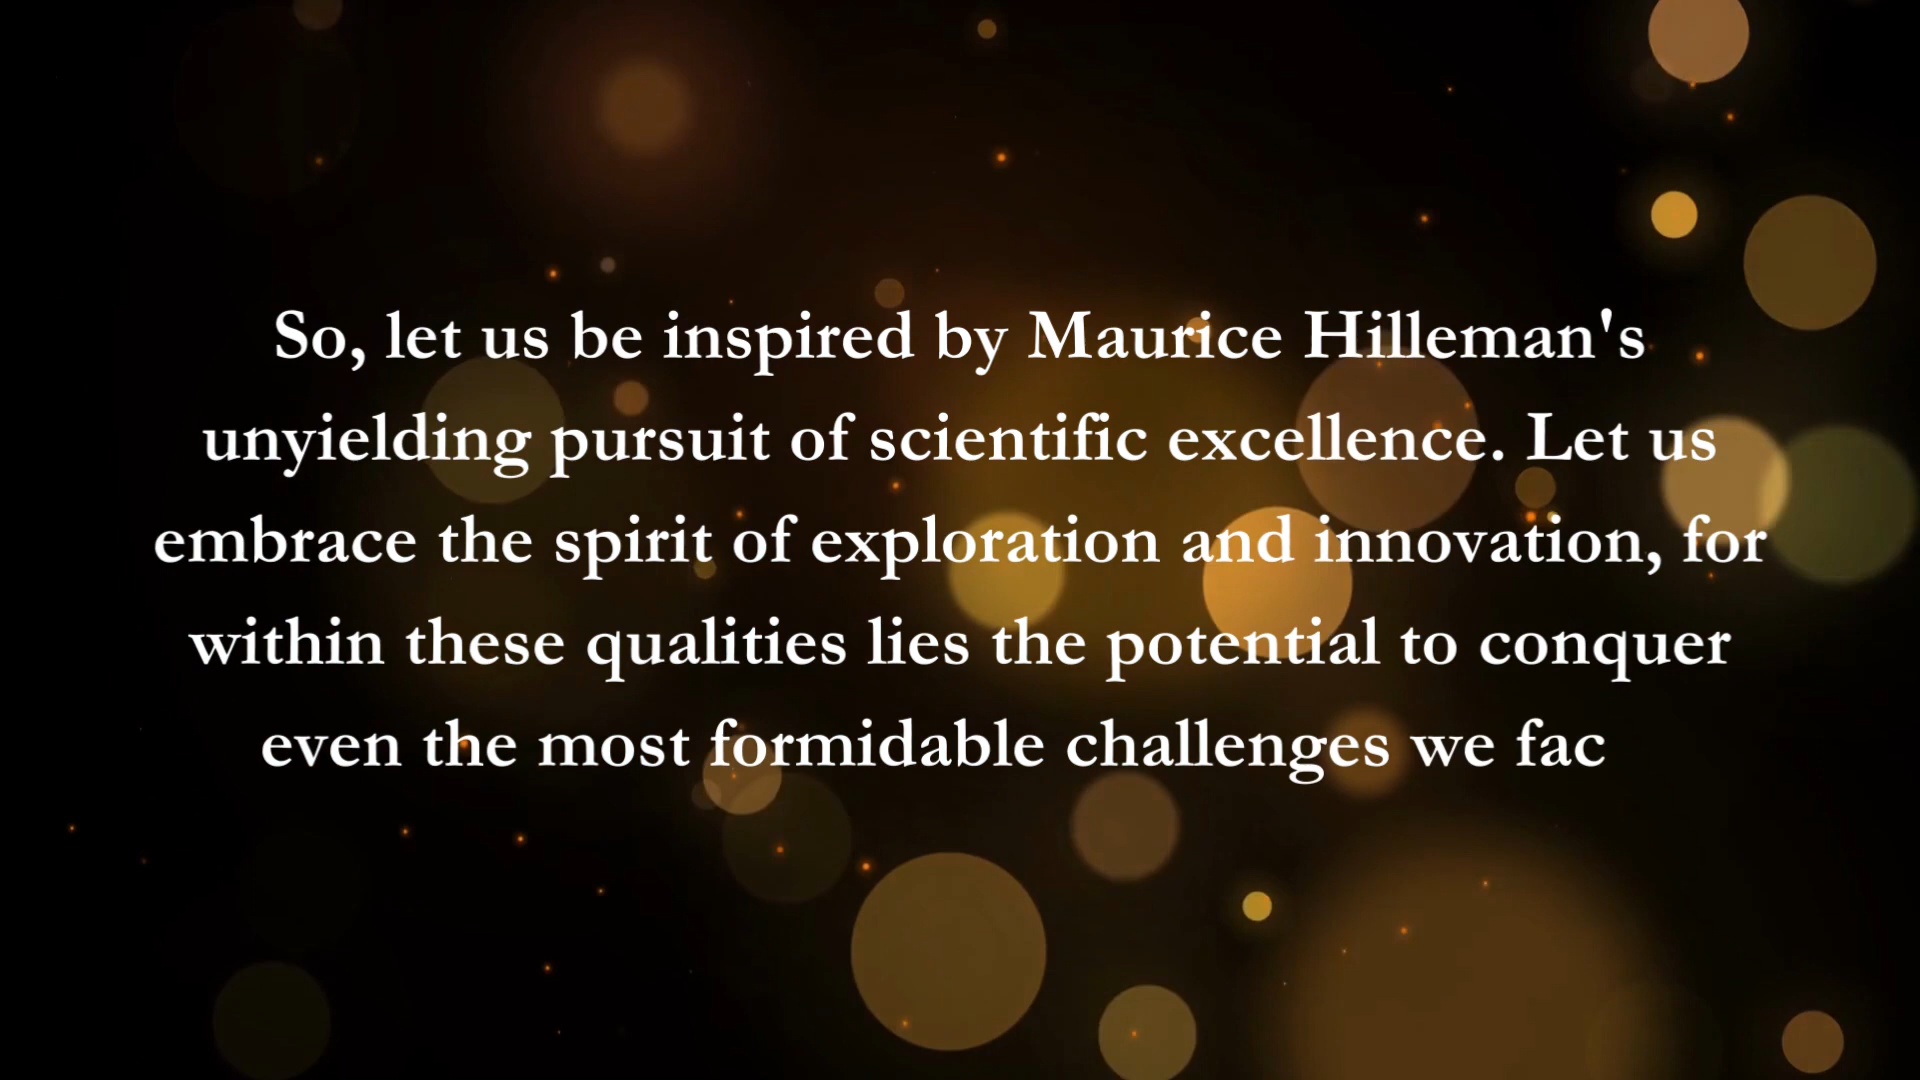 So, let us be inspired by Maurice Hilleman's
unyielding pursuit of scientific excellence. Let us
embrace the spirit of exploration and innovation, for
within these qualities lies the potential to conquer
even the most formidable challenges we fac